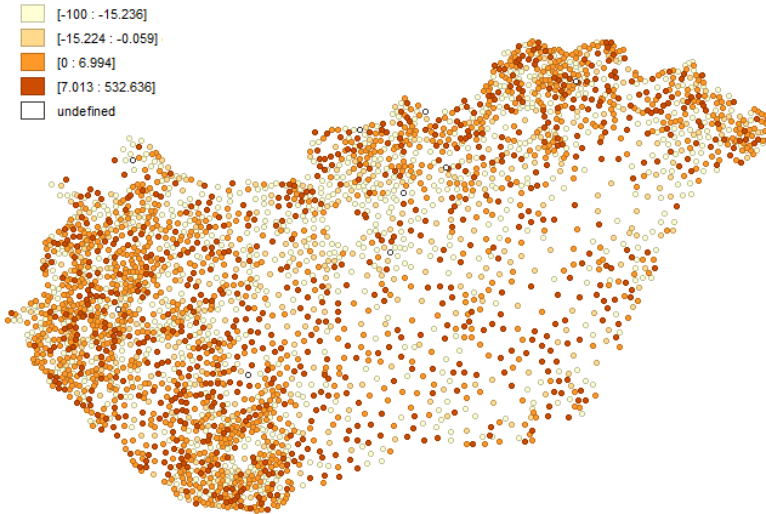 [-100 : -15.236]
[-15.224 : -0.059]
[0 : 6.994]
[7.013 : 532.636]
undefined